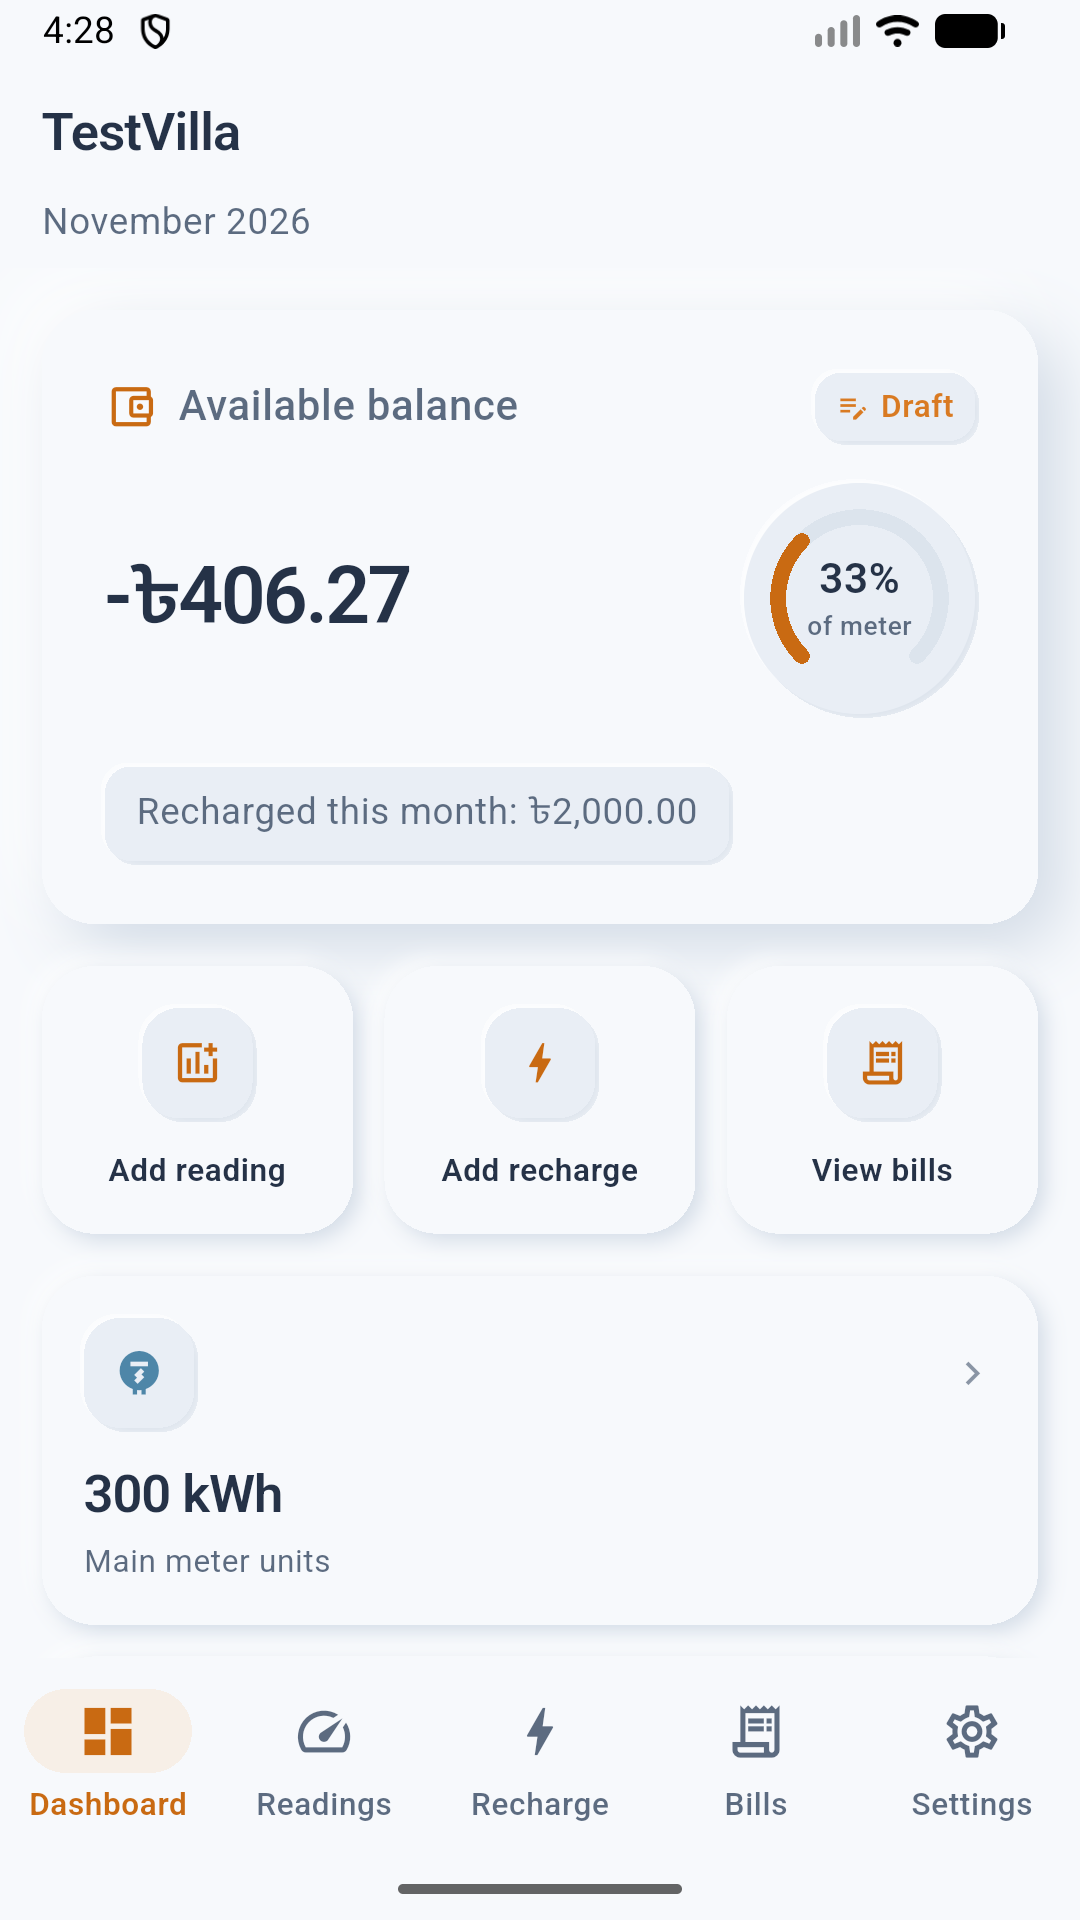 4:28
TestVilla
November 2026
Available balance
Draft
-৳406.27
33%
of meter
Recharged this month: ৳2,000.00
Add reading
Add recharge
View bills
300 kWh
Main meter units
Dashboard
Readings
Recharge
Bills
Settings